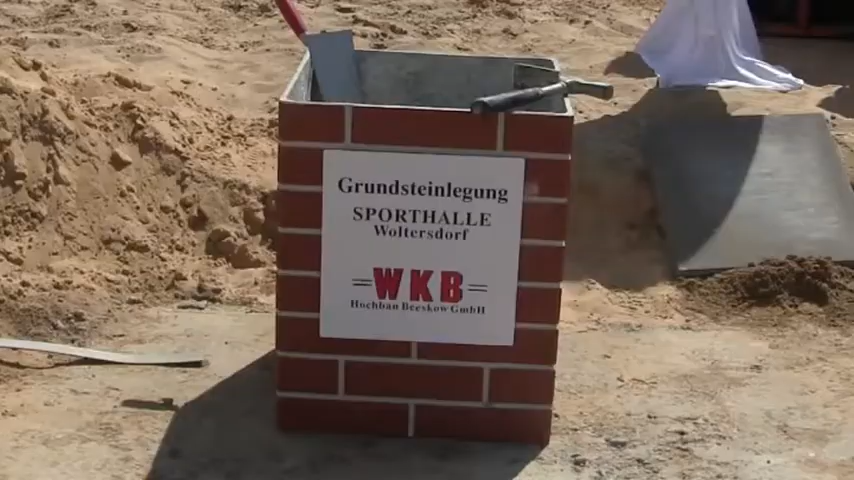 Grundsteinlegung
SPORTHALLE
Woltersdorf
WKB
Hochbau Beeskow GmbH